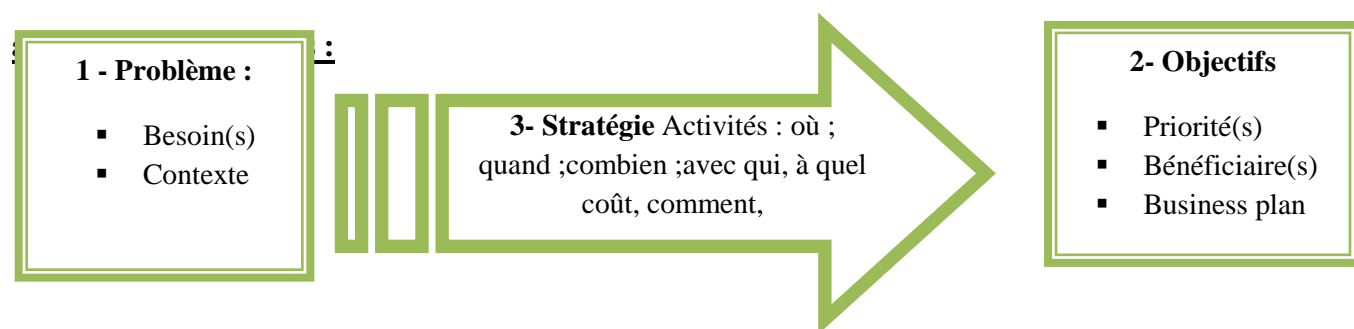 1 - Problème :
▪ Besoin(s)
▪ Contexte
3- Stratégie Activités : où ;
quand ;combien ;avec qui, à quel
coût, comment,
2- Objectifs
▪ Priorité(s)
▪ Bénéficiaire(s)
▪ Business plan